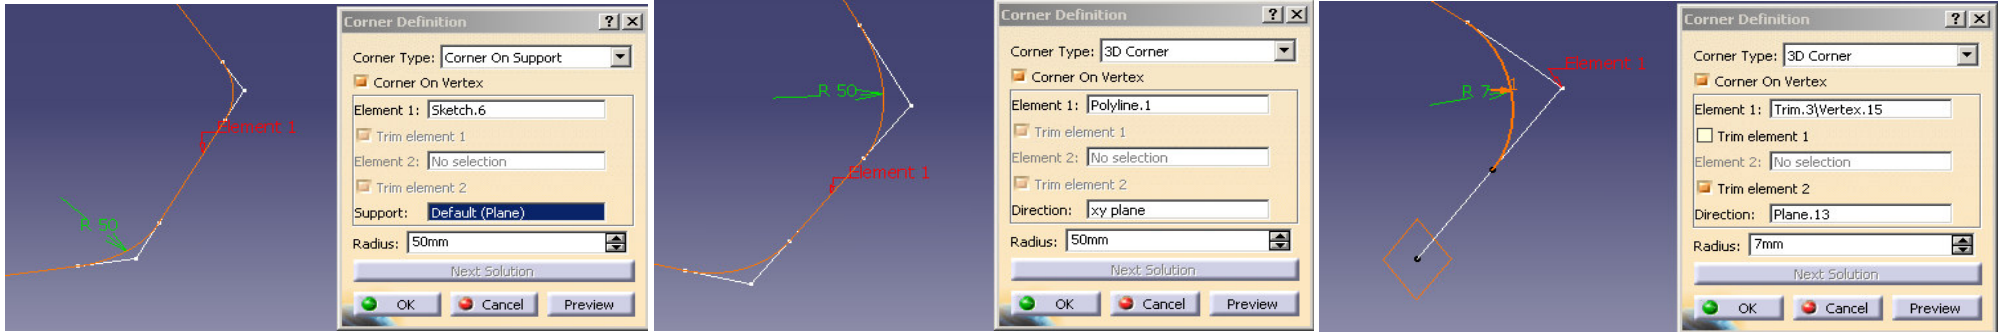 Element 1
R 50
Corner Definition
Corner Type: Corner On Support
Corner On Vertex
Element 1: Sketch.6
Trim element 1
Element 2: No selection
Trim element 2
Support: Default (Plane)
Radius: 50mm
Next Solution
OK Cancel Preview
R 50
Element 1
Corner Definition
Corner Type: 3D Corner
Corner On Vertex
Element 1: Polyline.1
Trim element 1
Element 2: No selection
Trim element 2
Direction: xy plane
Radius: 50mm
Next Solution
OK Cancel Preview
Element 1
R 7
1
Corner Definition
Corner Type: 3D Corner
Corner On Vertex
Element 1: Trim.3\Vertex.15
Trim element 1
Element 2: No selection
Trim element 2
Direction: Plane.13
Radius: 7mm
Next Solution
OK Cancel Preview